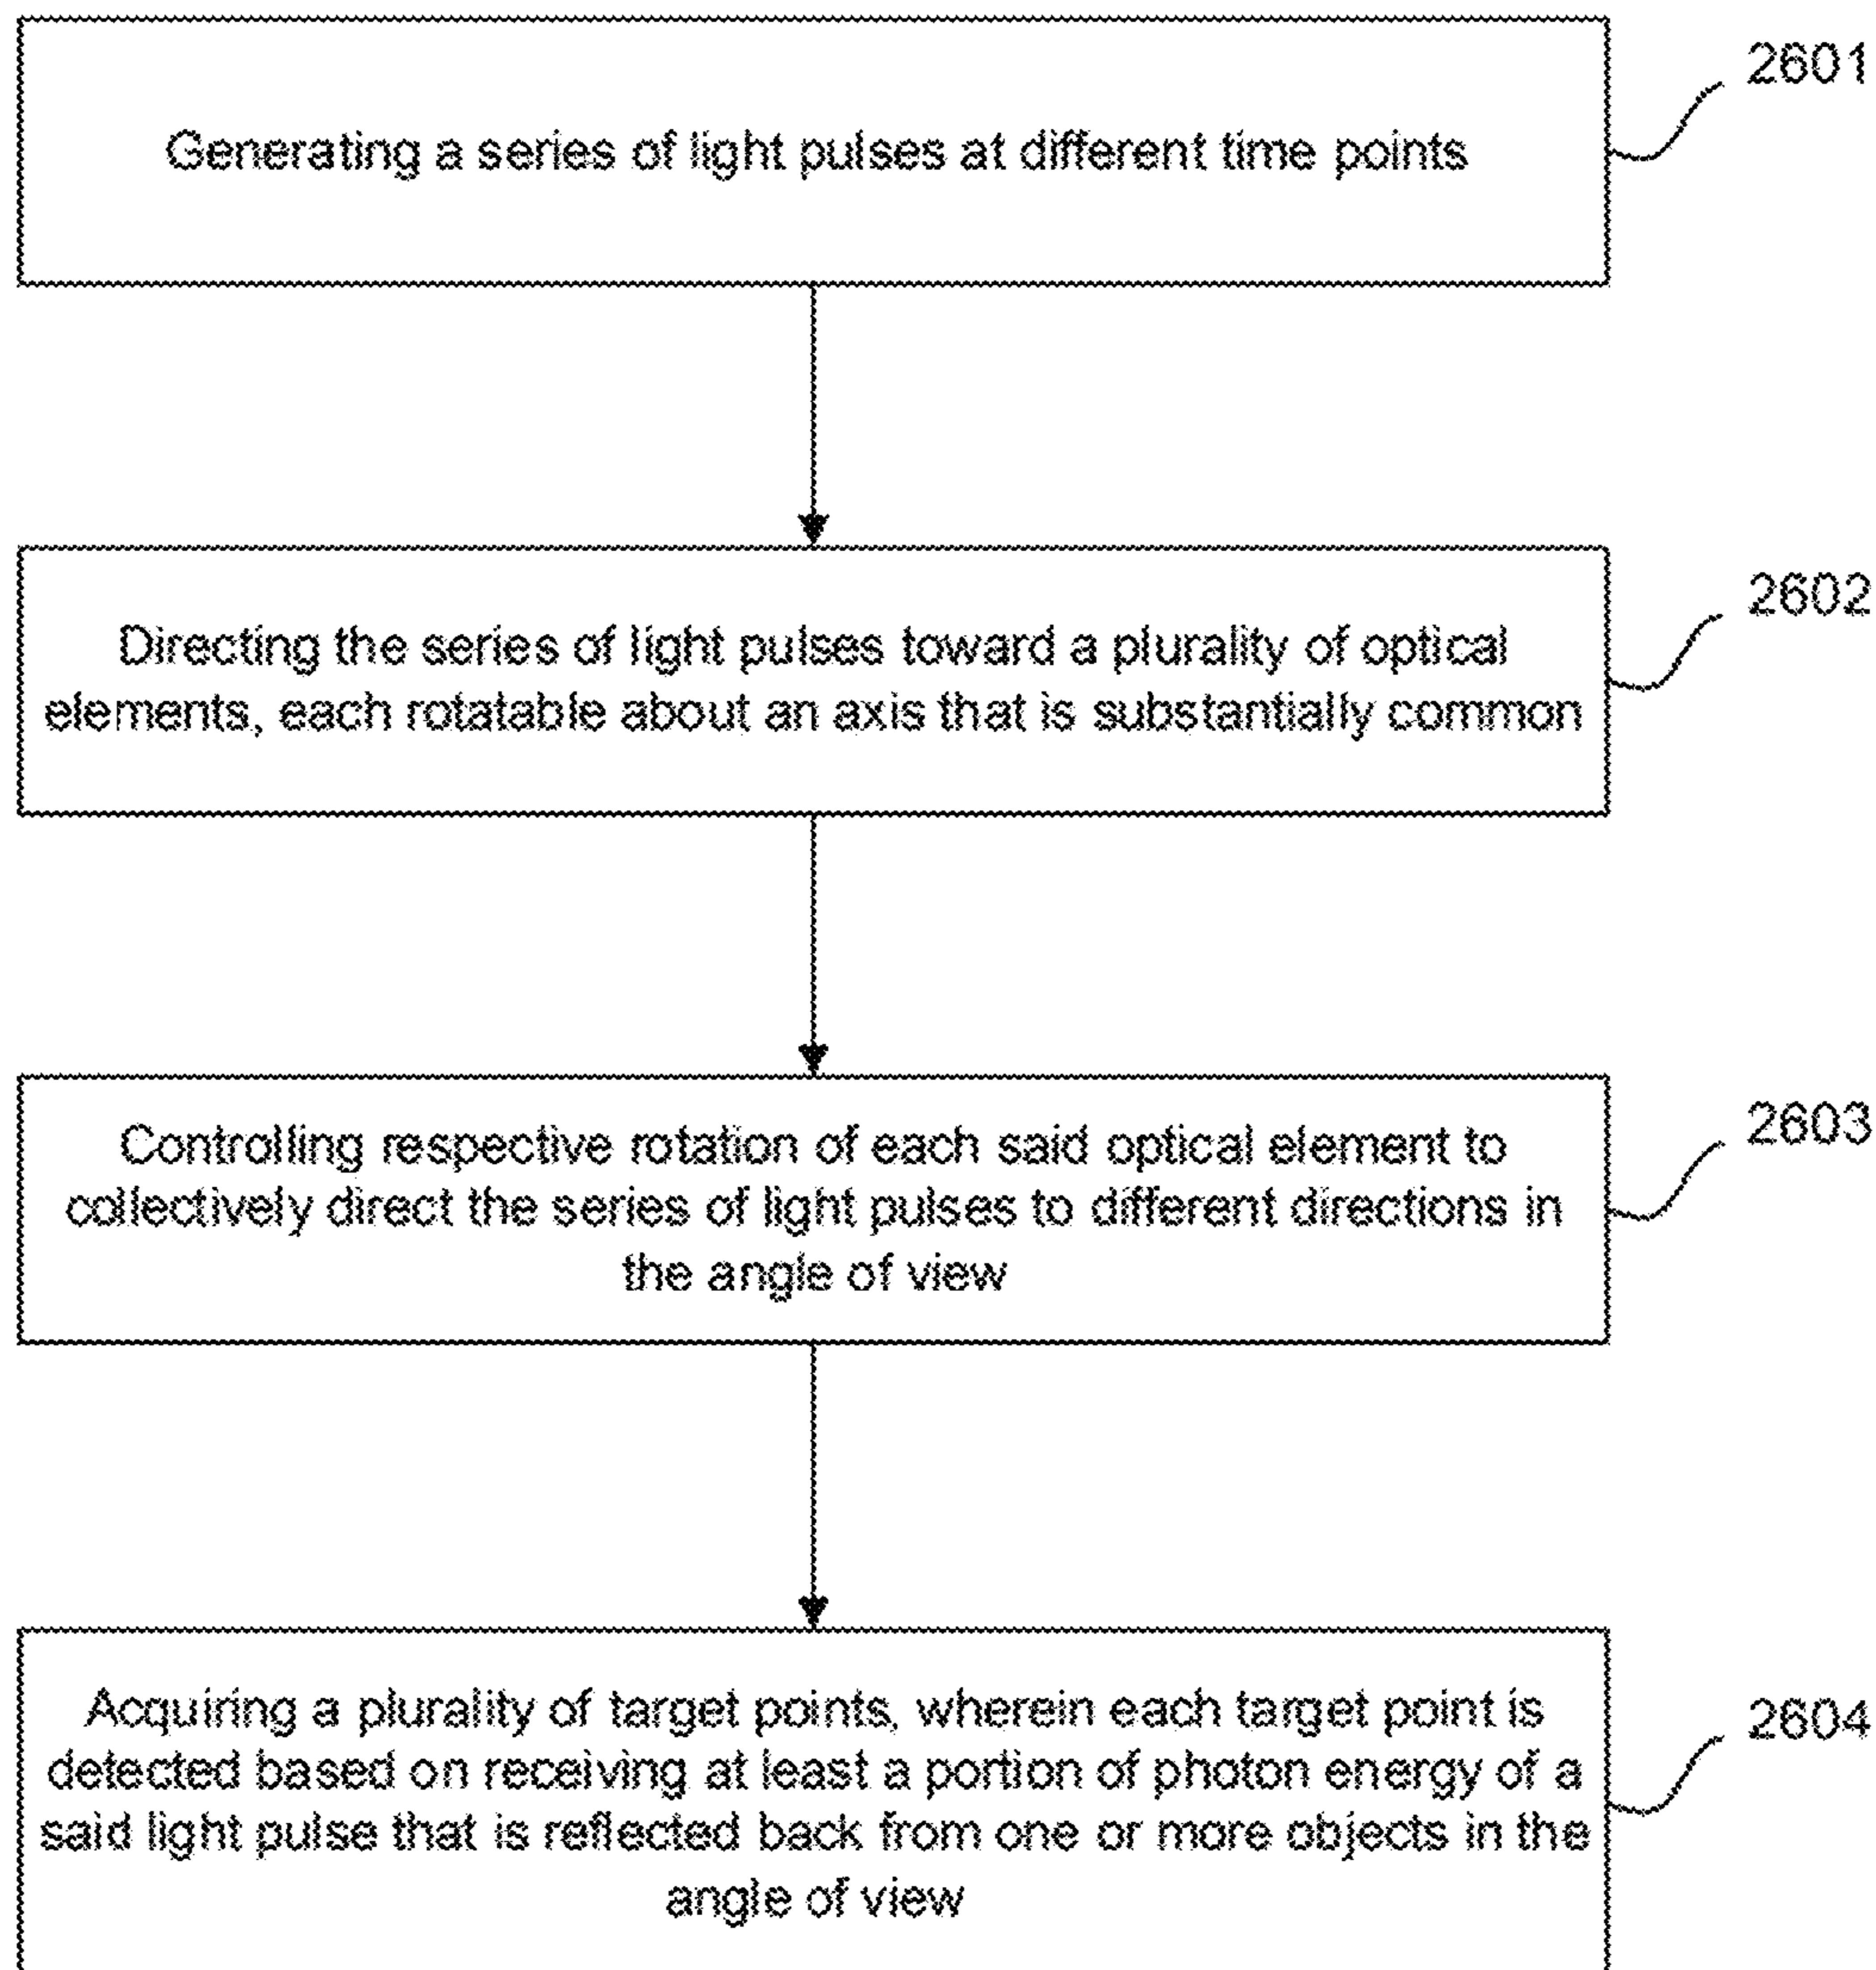 2601
Generating a series of light pulses at different time points
2602
Directing the series of light pulses toward a plurality of optical
elements, each rotatable about an axis that is substantially common
2603
Controlling respective rotation of each said optical element to
collectively direct the series of light pulses to different directions in
the angle of view
2604
Acquiring a plurality of target points, wherein each target point is
detected based on receiving at least a portion of photon energy of a
said light pulse that is reflected back from one or more objects in the
angle of view